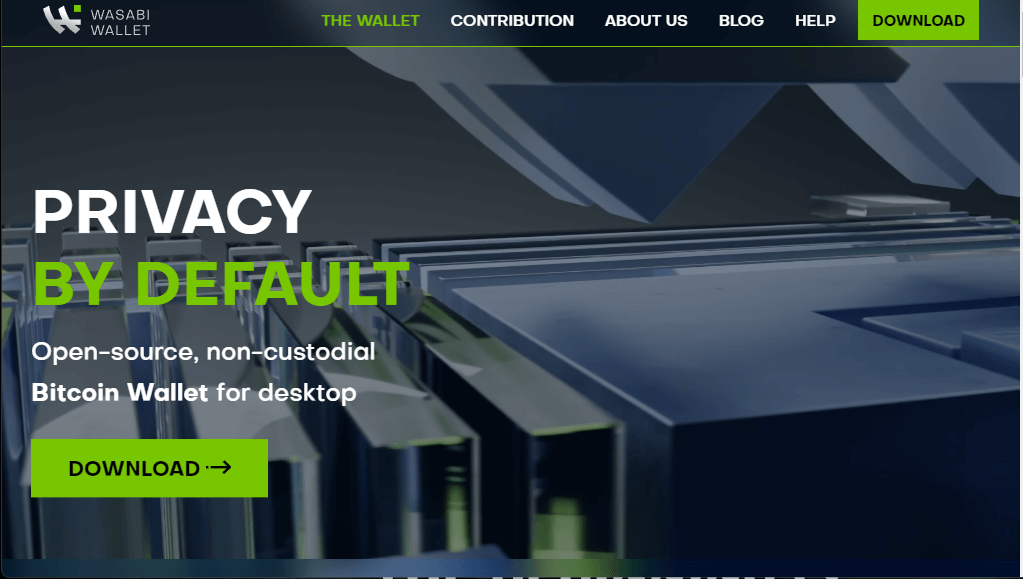 WASABI
WALLET
THE WALLET CONTRIBUTION ABOUT US BLOG HELP DOWNLOAD
PRIVACY
BY DEFAULT
Open-source, non-custodial
Bitcoin Wallet for desktop
DOWNLOAD